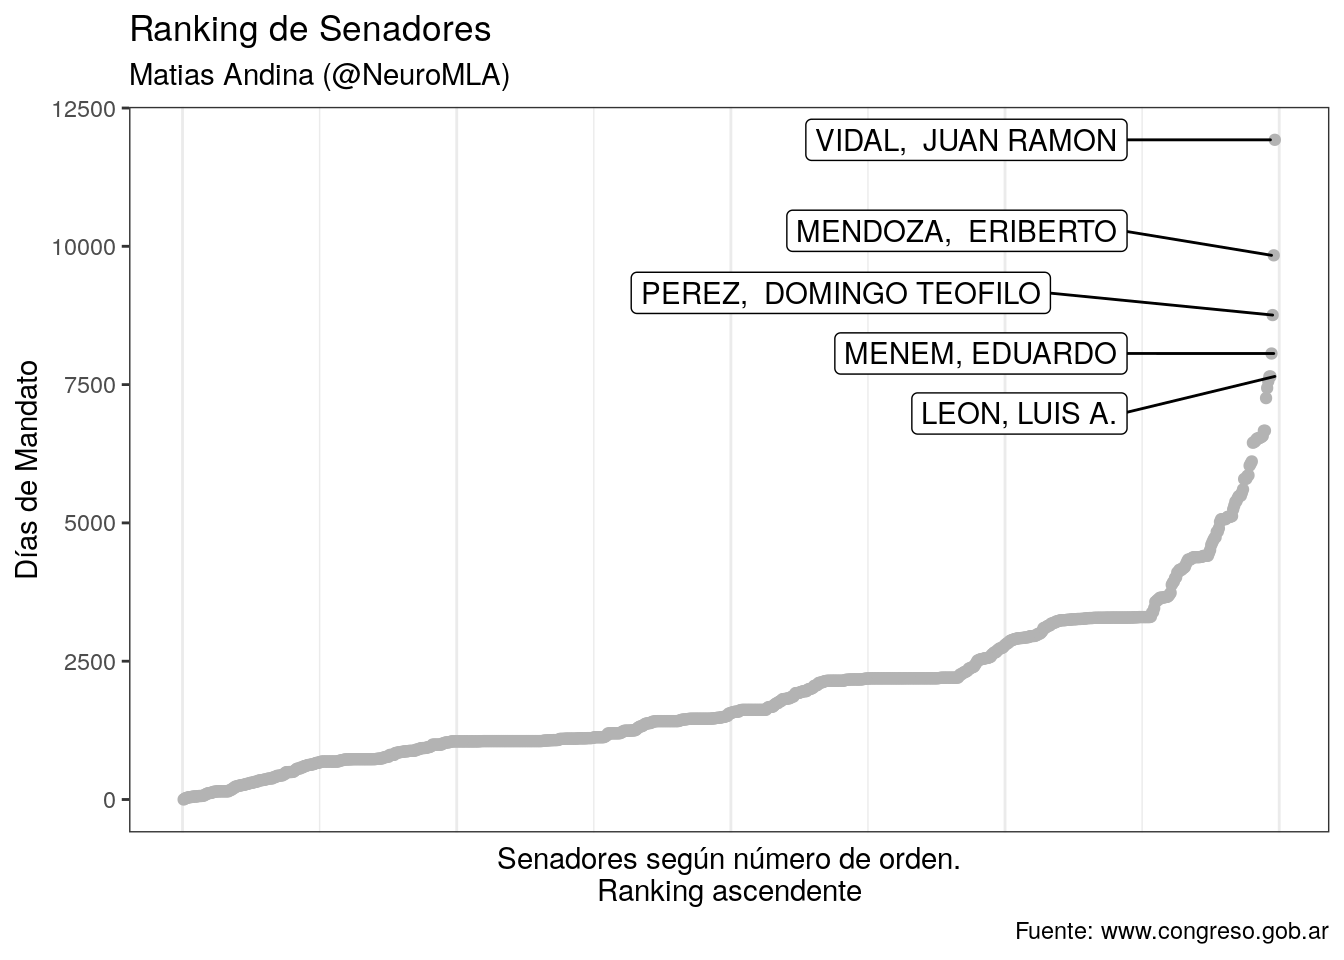 Ranking de Senadores
Matias Andina (@NeuroMLA)
12500
10000
7500
5000
2500
0
Días de Mandato
VIDAL,  JUAN RAMON
MENDOZA,  ERIBERTO
PEREZ,  DOMINGO TEOFILO
MENEM, EDUARDO
LEON, LUIS A.
Senadores según número de orden.
Ranking ascendente
Fuente: www.congreso.gob.ar